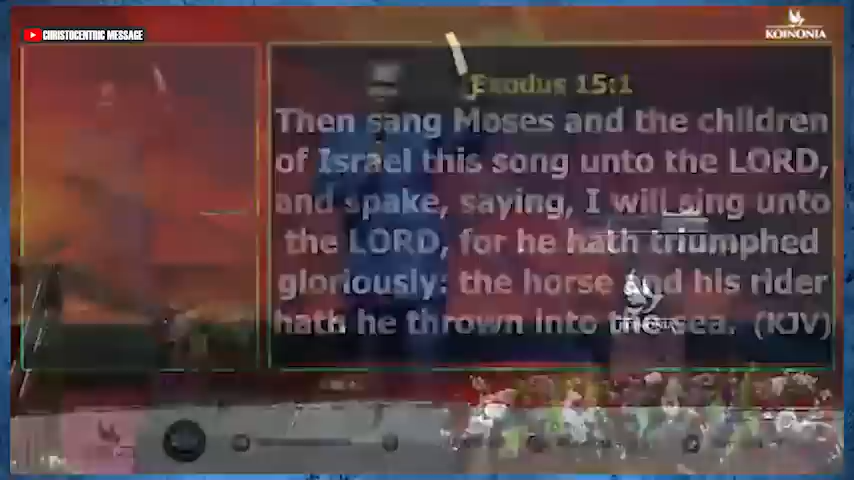 CHRISTOCENTRIC MESSAGE
KOINONIA
Exodus 15:1
Then sang Moses and the children
of Israel this song unto the LORD,
and spake, saying, I will sing unto
the LORD, for he hath triumphed
gloriously: the horse and his rider
hath he thrown into the sea. (KJV)
KOINONIA